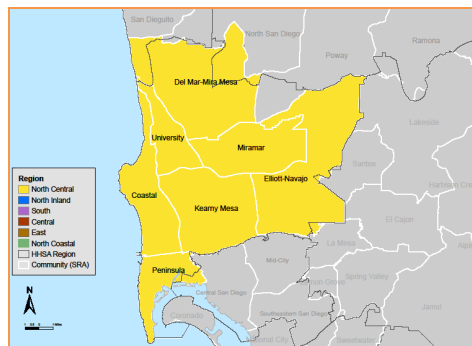 San Dieguito
North San Diego
Ramona
Poway
Del Mar-Mira Mesa
Lakeside
University
Miramar
Santee
Elliott-Navajo
Coastal
Kearny Mesa
El Cajon
La Mesa
Mid-City
Peninsula
Spring Valley
Central San Diego
Coronado
Southeastern San Diego
Jamul
National City
Sweetwater
Region
North Central
North Inland
South
Central
East
North Coastal
HHSA Region
Community (SRA)
N